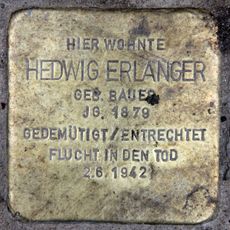 HIER WOHNTE
HEDWIG ERLANGER
GEB. BAUER
JG. 1879
GEDEMÜTIGT/ENTRECHTET
FLUCHT IN DEN TOD
2.6.1942